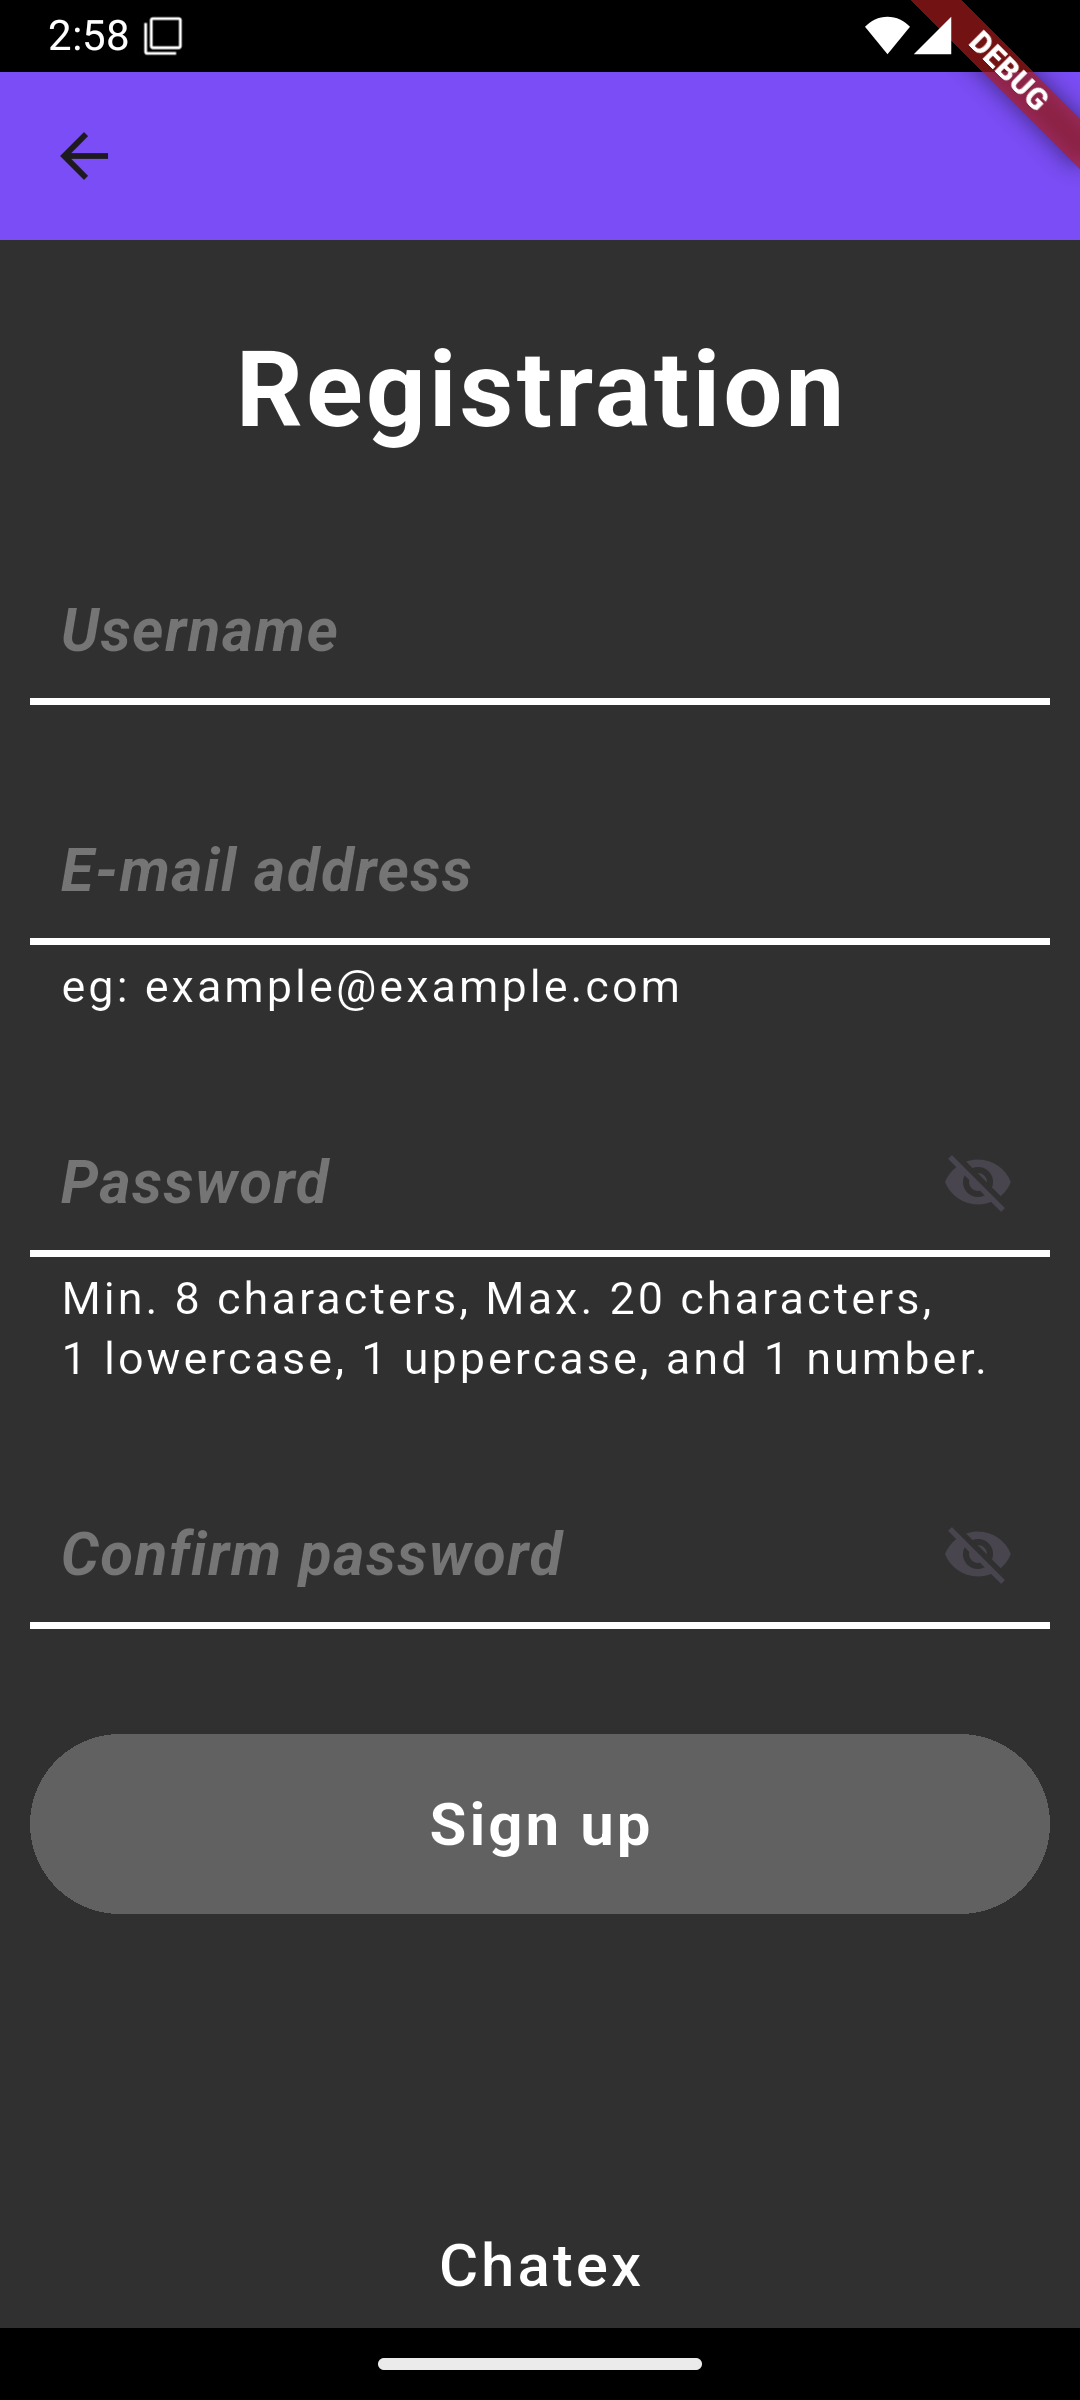 2:58
DEBUG
Registration
Username
E-mail address
eg: example@example.com
Password
Min. 8 characters, Max. 20 characters,
1 lowercase, 1 uppercase, and 1 number.
Confirm password
Sign up
Chatex